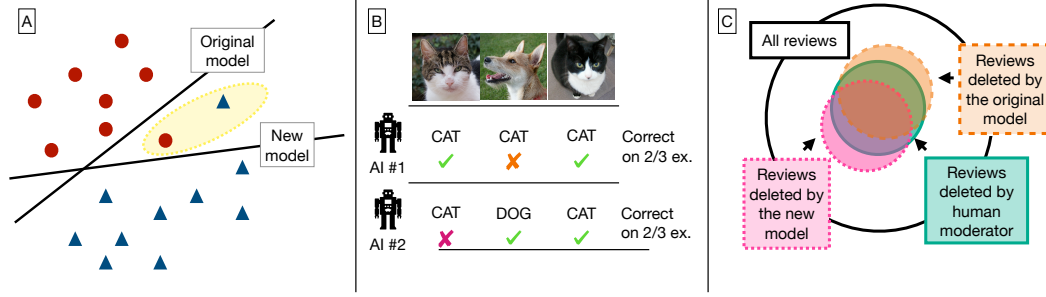 A
Original
model
New
model
B
AI #1
CAT
CAT
CAT
Correct
on 2/3 ex.
AI #2
CAT
DOG
CAT
Correct
on 2/3 ex.
C
All reviews
Reviews
deleted by
the original
model
Reviews
deleted by
the new
model
Reviews
deleted by
human
moderator